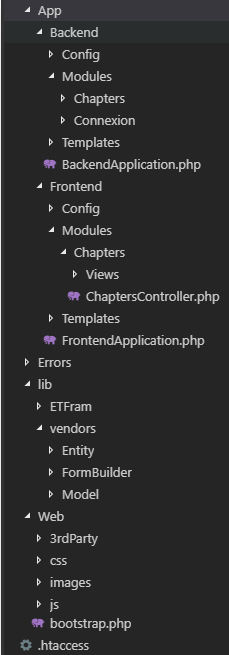 App
Backend
Config
Modules
Chapters
Connexion
Templates
BackendApplication.php
Frontend
Config
Modules
Chapters
Views
ChaptersController.php
Templates
FrontendApplication.php
Errors
lib
ETFram
vendors
Entity
FormBuilder
Model
Web
3rdParty
css
images
js
bootstrap.php
.htaccess